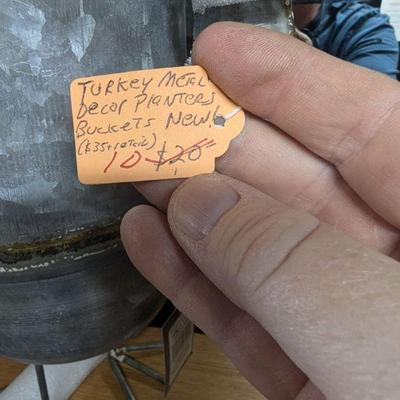 TURKEY METAL
DECOR PLANTERS
BUCKETS NEW!
($35+ retail)
10 $20